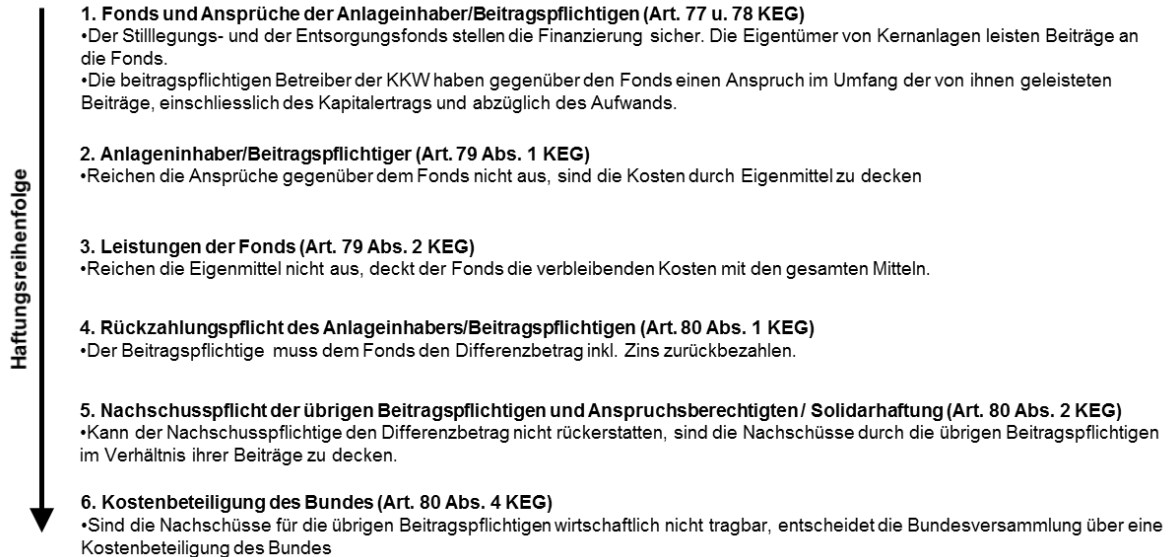 Haftungsreihenfolge
1. Fonds und Ansprüche der Anlageinhaber/Beitragspflichtigen (Art. 77 u. 78 KEG)
•Der Stilllegungs- und der Entsorgungsfonds stellen die Finanzierung sicher. Die Eigentümer von Kernanlagen leisten Beiträge an
die Fonds.
•Die beitragspflichtigen Betreiber der KKW haben gegenüber den Fonds einen Anspruch im Umfang der von ihnen geleisteten
Beiträge, einschliesslich des Kapitalertrags und abzüglich des Aufwands.
2. Anlageninhaber/Beitragspflichtiger (Art. 79 Abs. 1 KEG)
•Reichen die Ansprüche gegenüber dem Fonds nicht aus, sind die Kosten durch Eigenmittel zu decken
3. Leistungen der Fonds (Art. 79 Abs. 2 KEG)
•Reichen die Eigenmittel nicht aus, deckt der Fonds die verbleibenden Kosten mit den gesamten Mitteln.
4. Rückzahlungspflicht des Anlageinhabers/Beitragspflichtigen (Art. 80 Abs. 1 KEG)
•Der Beitragspflichtige muss dem Fonds den Differenzbetrag inkl. Zins zurückbezahlen.
5. Nachschusspflicht der übrigen Beitragspflichtigen und Anspruchsberechtigten / Solidarhaftung (Art. 80 Abs. 2 KEG)
•Kann der Nachschusspflichtige den Differenzbetrag nicht rückerstatten, sind die Nachschüsse durch die übrigen Beitragspflichtigen
im Verhältnis ihrer Beiträge zu decken.
6. Kostenbeteiligung des Bundes (Art. 80 Abs. 4 KEG)
•Sind die Nachschüsse für die übrigen Beitragspflichtigen wirtschaftlich nicht tragbar, entscheidet die Bundesversammlung über eine
Kostenbeteiligung des Bundes